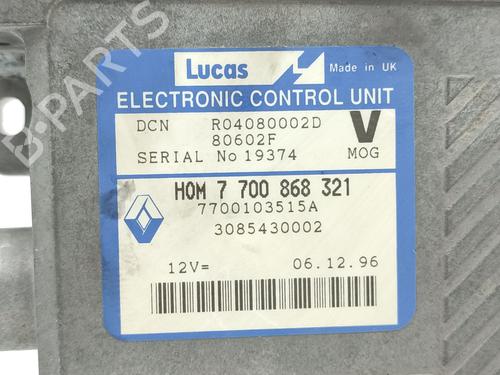 Lucas
Made in UK
ELECTRONIC CONTROL UNIT
DCN R04080002D V
80602F
SERIAL No 19374 MOG
HOM 7 700 868 321
7700103515A
3085430002
12V= 06.12.96
B-PARTS